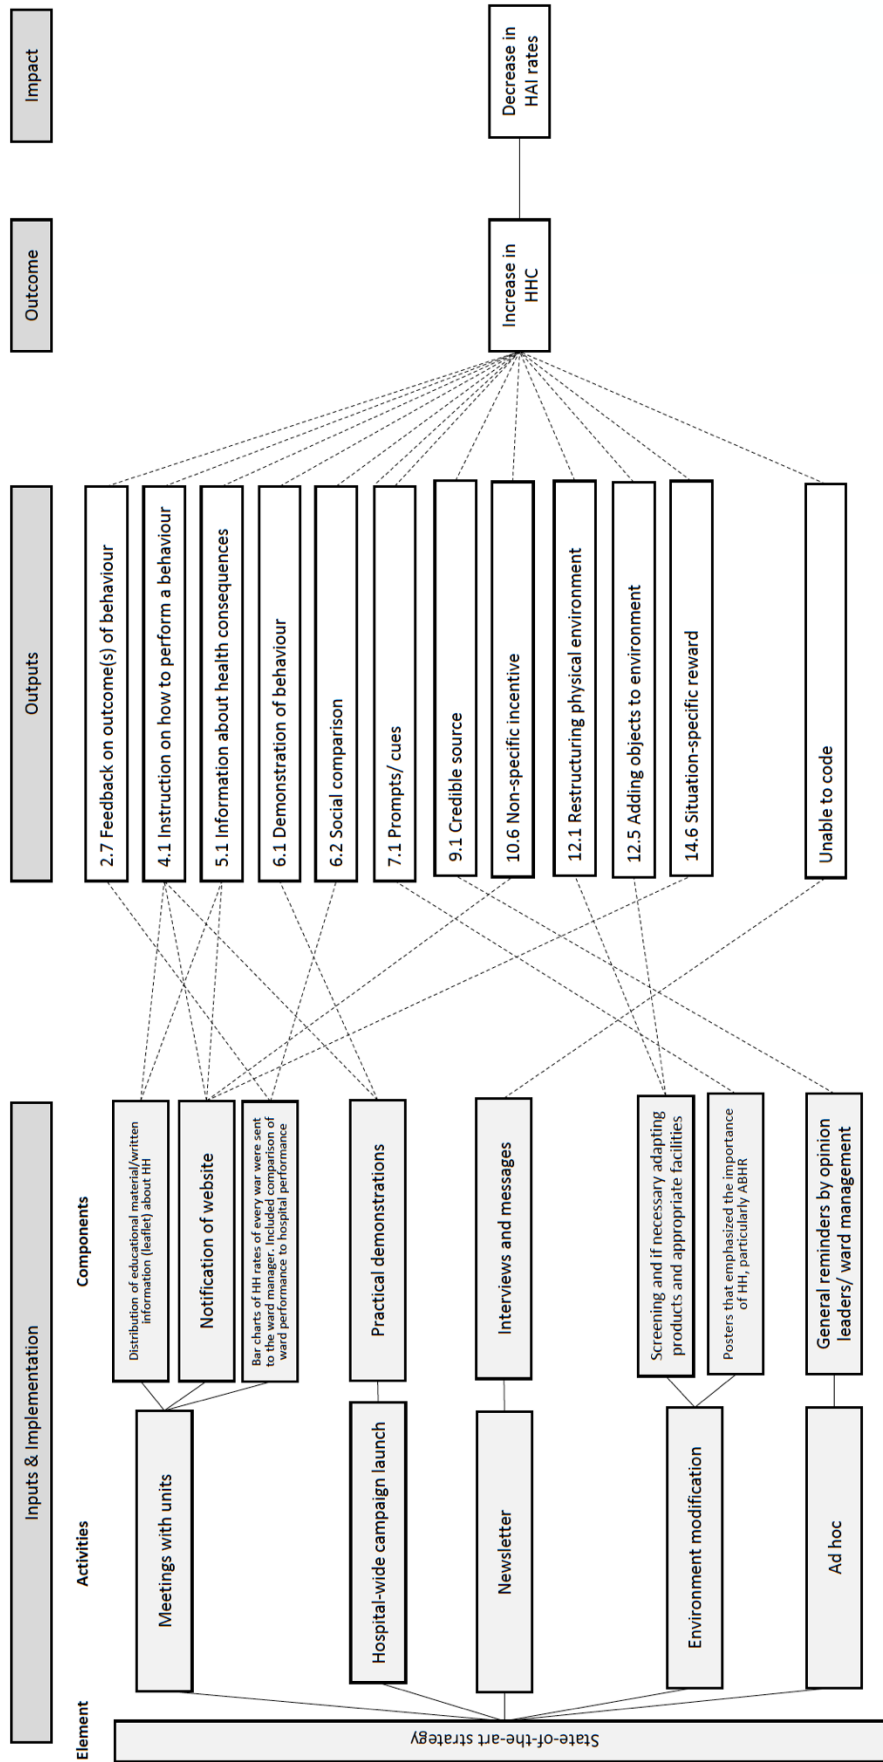 Inputs & Implementation
Outputs
Outcome
Impact
Element
Activities
Components
State-of-the-art strategy
Meetings with units
Hospital-wide campaign launch
Newsletter
Environment modification
Ad hoc
Distribution of educational material/written
information (leaflet) about HH
Notification of website
Bar charts of HH rates of every war were sent
to the ward manager. Included comparison of
ward performance to hospital performance
Practical demonstrations
Interviews and messages
Screening and if necessary adapting
products and appropriate facilities
Posters that emphasized the importance
of HH, particularly ABHR
General reminders by opinion
leaders/ ward management
2.7 Feedback on outcome(s) of behaviour
4.1 Instruction on how to perform a behaviour
5.1 Information about health consequences
6.1 Demonstration of behaviour
6.2 Social comparison
7.1 Prompts/ cues
9.1 Credible source
10.6 Non-specific incentive
12.1 Restructuring physical environment
12.5 Adding objects to environment
14.6 Situation-specific reward
Unable to code
Increase in
HHC
Decrease in
HAI rates